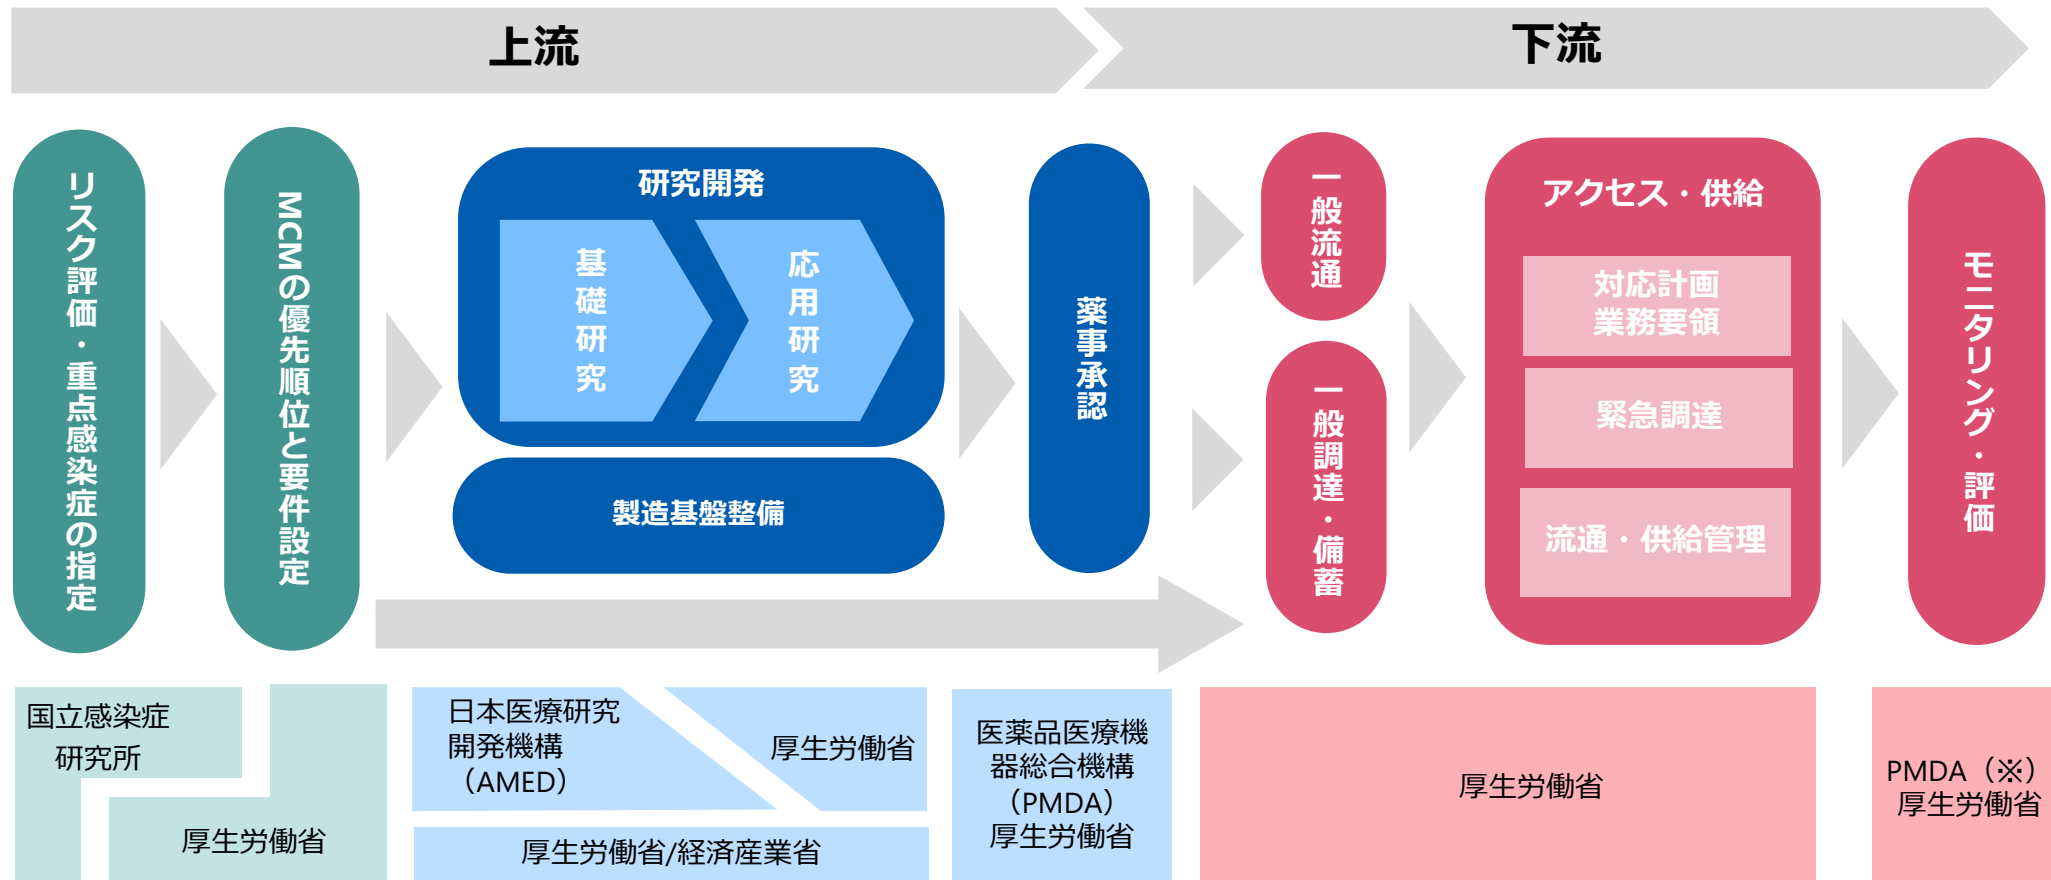 上流
下流
リスク評価・重点感染症の指定
MCMの優先順位と要件設定
研究開発
基礎研究
応用研究
製造基盤整備
薬事承認
一般流通
一般調達・備蓄
アクセス・供給
対応計画
業務要領
緊急調達
流通・供給管理
モニタリング・評価
国立感染症
研究所
厚生労働省
日本医療研究
開発機構
（AMED）
厚生労働省
厚生労働省/経済産業省
医薬品医療機
器総合機構
（PMDA）
厚生労働省
厚生労働省
PMDA（※）
厚生労働省